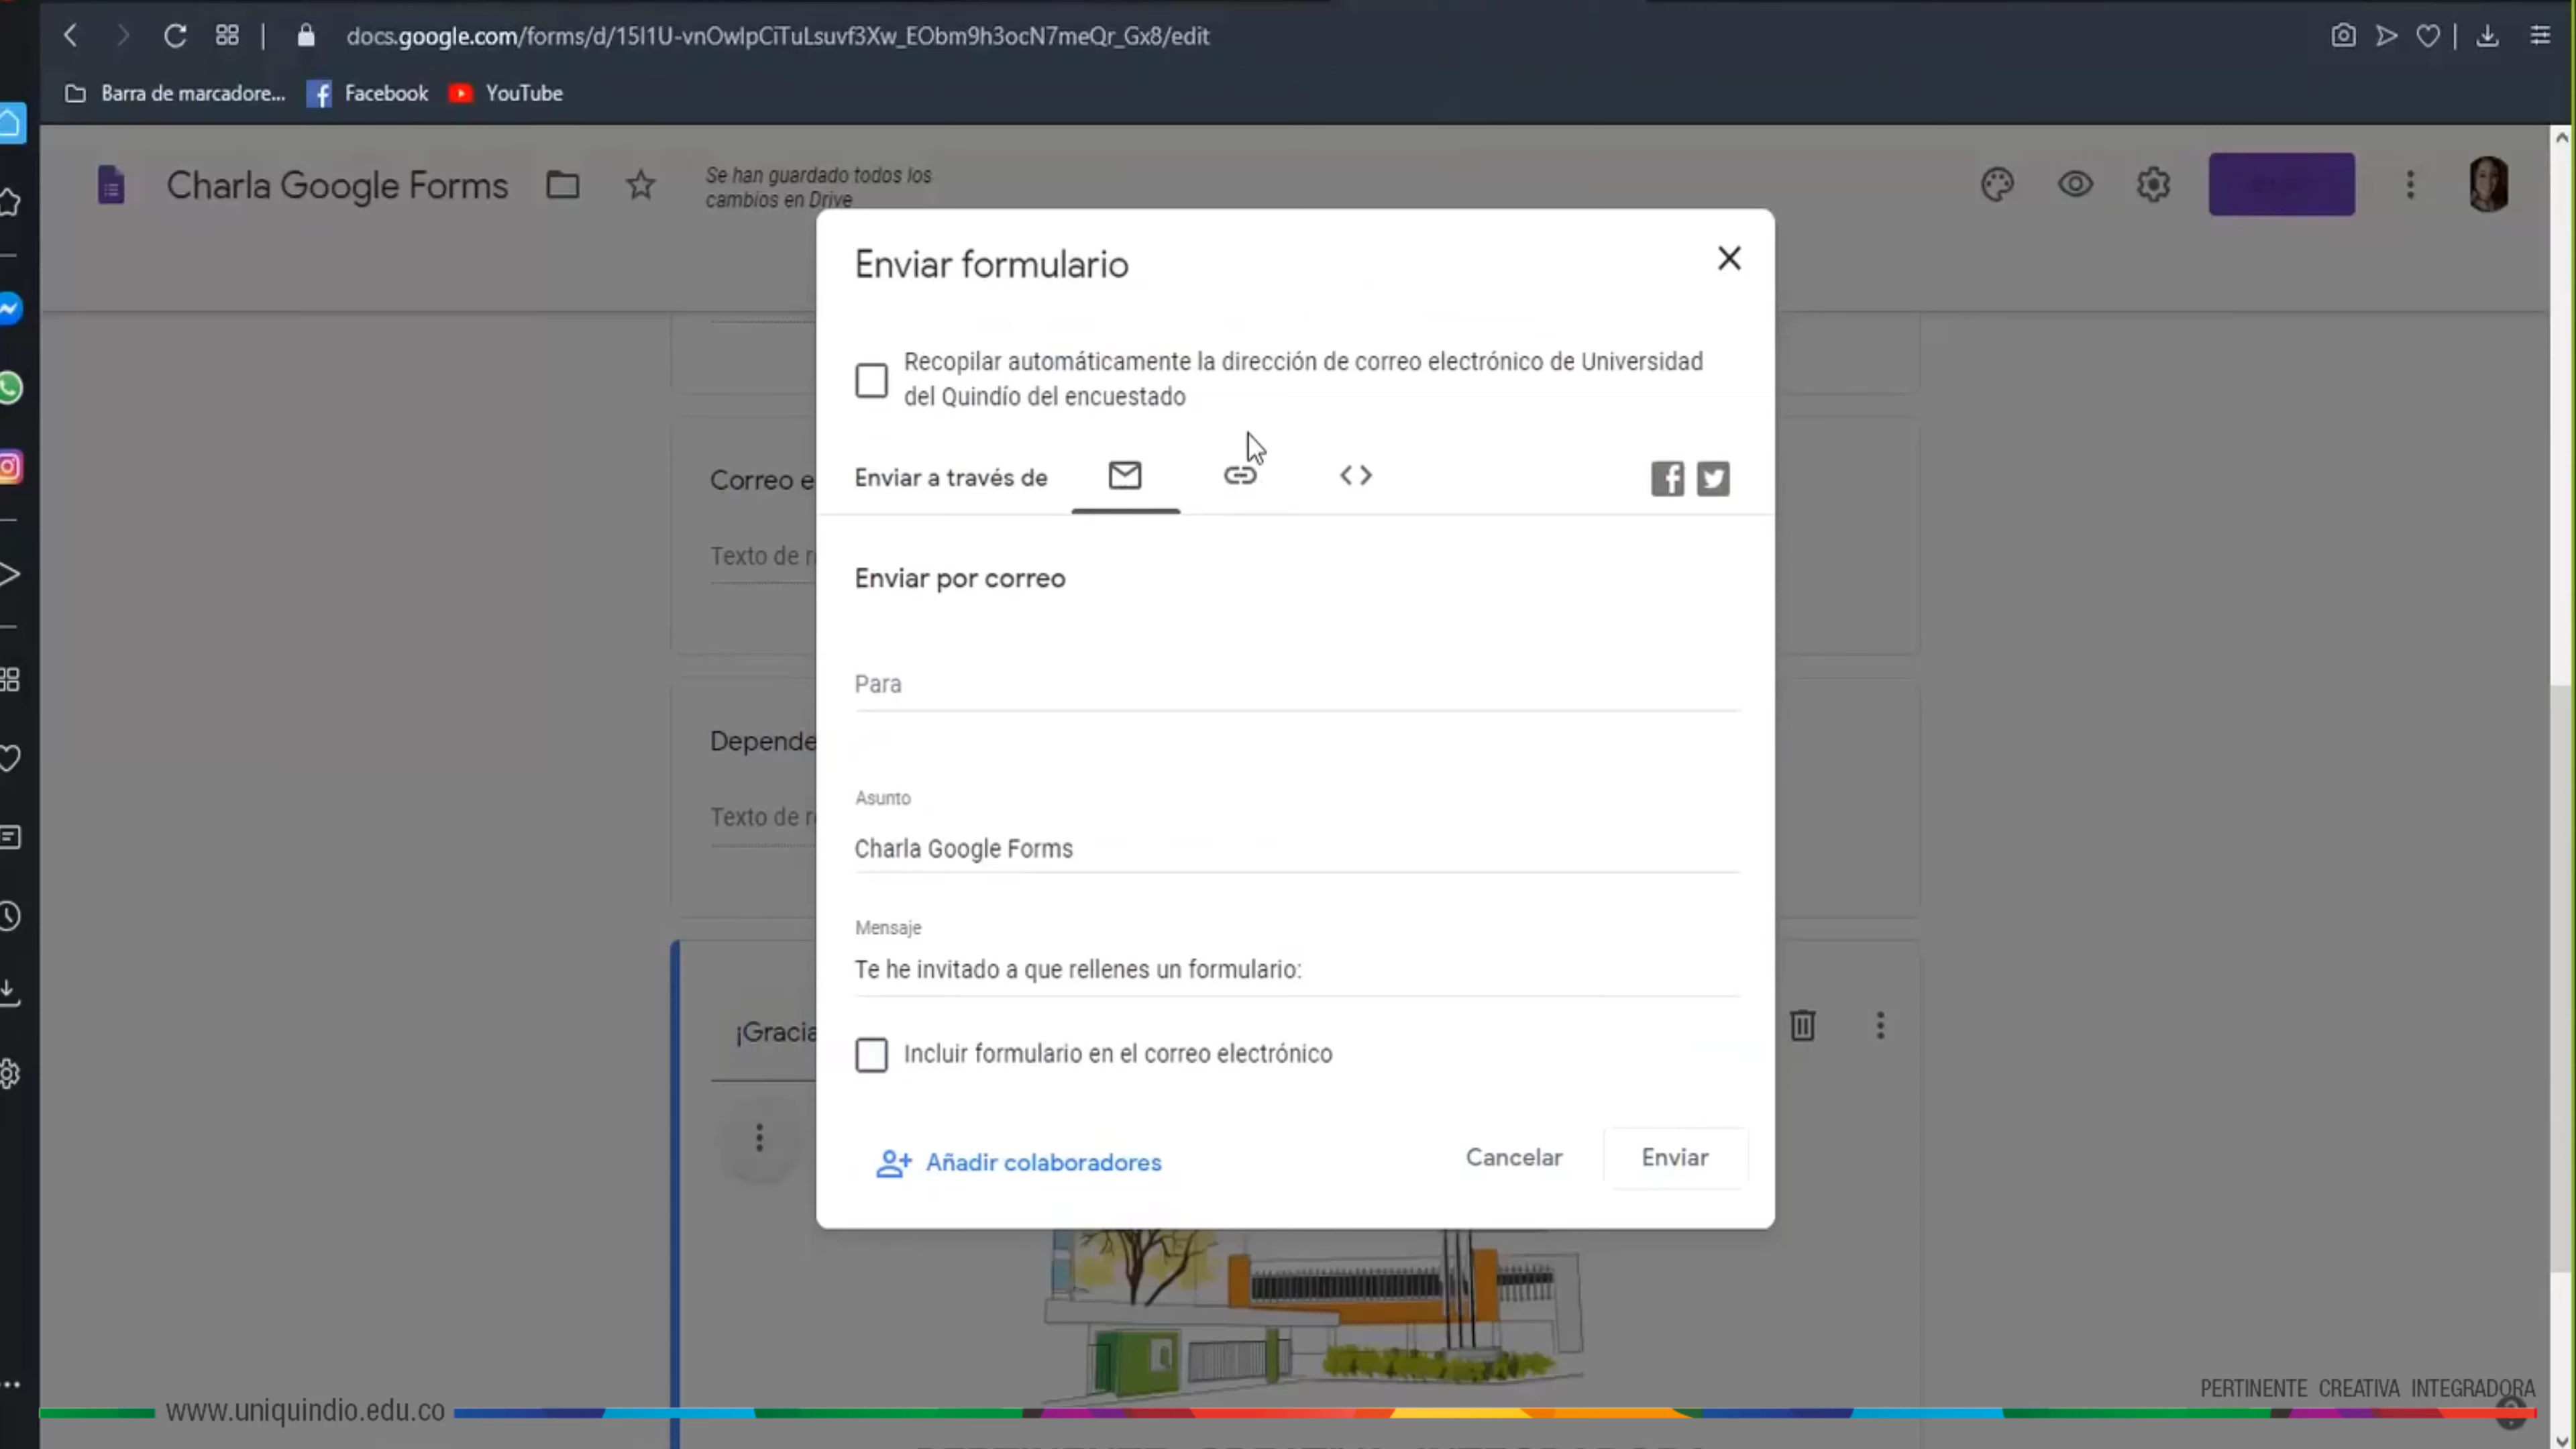 docs.google.com/forms/d/15I1U-vnOwIpCiTuLsuvf3Xw_EObm9h3ocN7meQr_Gx8/edit
Barra de marcadore... Facebook YouTube
Charla Google Forms
Se han guardado todos los
cambios en Drive
Enviar formulario
Recopilar automáticamente la dirección de correo electrónico de Universidad
del Quindío del encuestado
Correo e
Enviar a través de
Texto de r
Enviar por correo
Para
Depende
Asunto
Texto de r
Charla Google Forms
Mensaje
Te he invitado a que rellenes un formulario:
¡Gracia
Incluir formulario en el correo electrónico
Añadir colaboradores
Cancelar
Enviar
PERTINENTE CREATIVA INTEGRADORA
www.uniquindio.edu.co